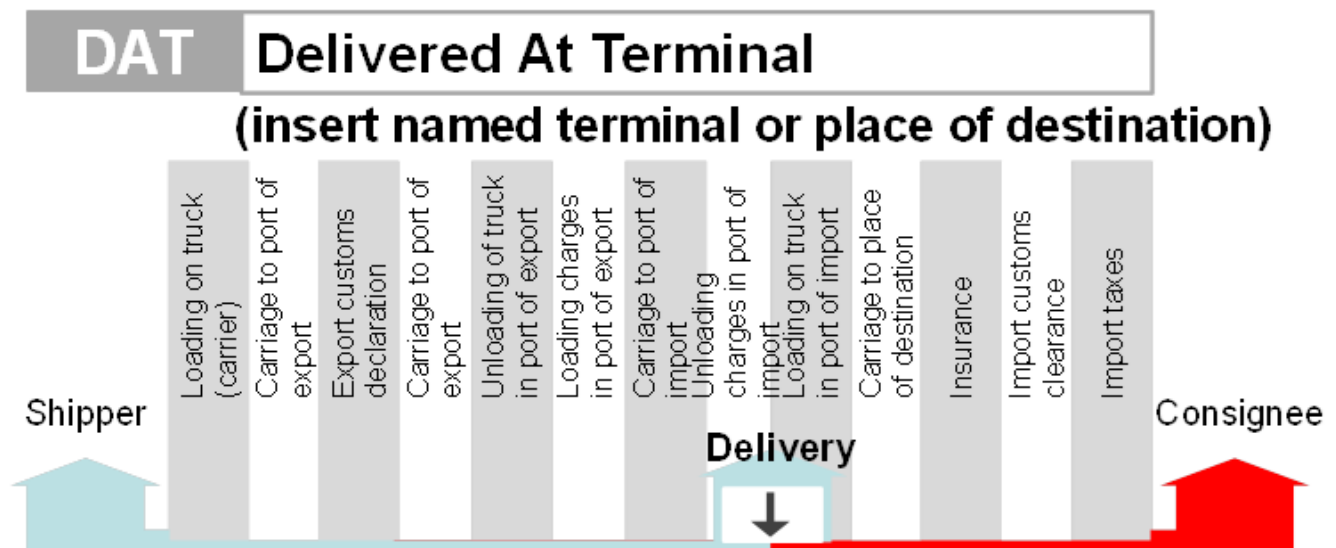 DAT
Delivered At Terminal
(insert named terminal or place of destination)
Loading on truck
(carrier)
Carriage to port of
export
Export customs
declaration
Carriage to port of
export
Unloading of truck
in port of export
Loading charges
in port of export
Carriage to port of
import
Unloading
charges in port of
import
Loading on truck
in port of import
Carriage to place
of destination
Insurance
Import customs
clearance
Import taxes
Shipper
Consignee
Delivery